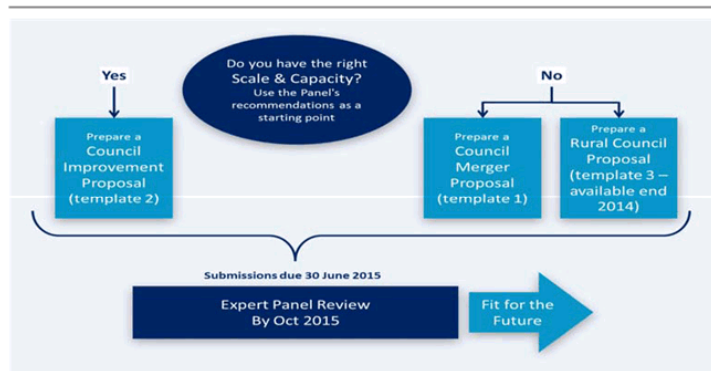 Do you have the right
Scale & Capacity?
Use the Panel's
recommendations as a
starting point
Yes
No
Prepare a
Council
Improvement
Proposal
(template 2)
Prepare a
Council
Merger
Proposal
(template 1)
Prepare a
Rural Council
Proposal
(template 3 –
available end
2014)
Submissions due 30 June 2015
Expert Panel Review
By Oct 2015
Fit for the
Future